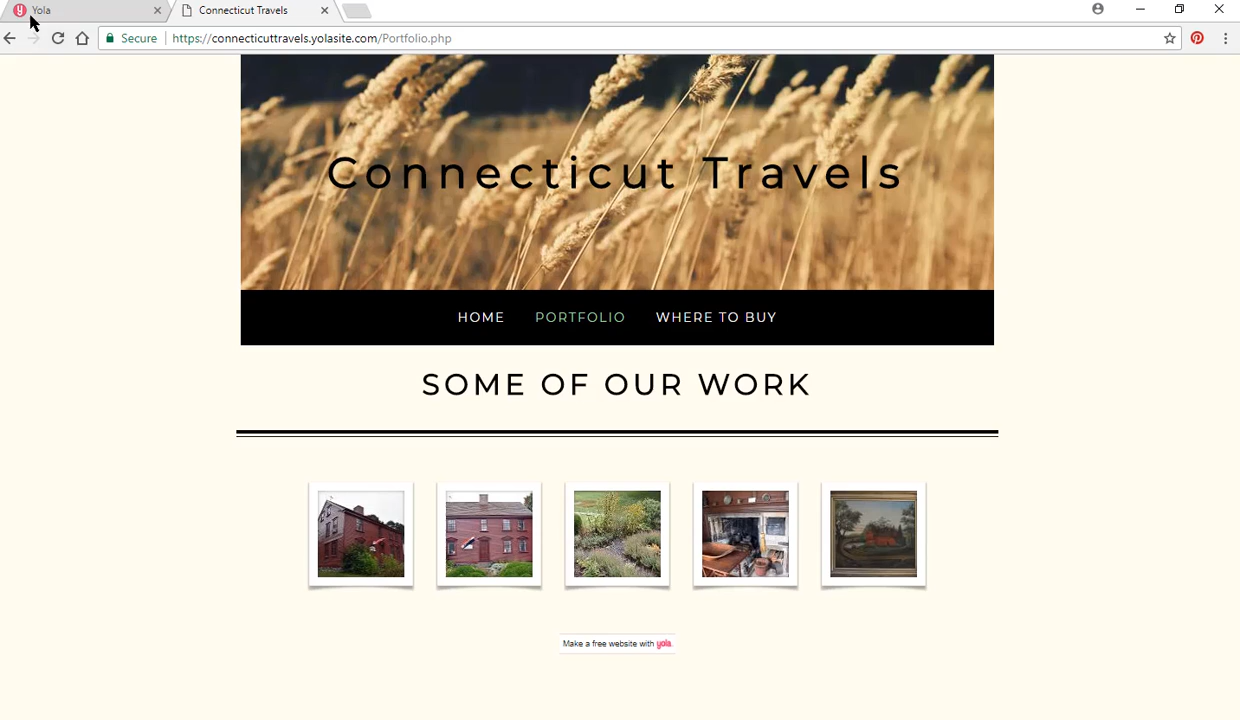 Yola
Connecticut Travels
Secure
https://connecticuttravels.yolasite.com/Portfolio.php
Connecticut Travels
HOME PORTFOLIO WHERE TO BUY
SOME OF OUR WORK
Make a free website with yola.